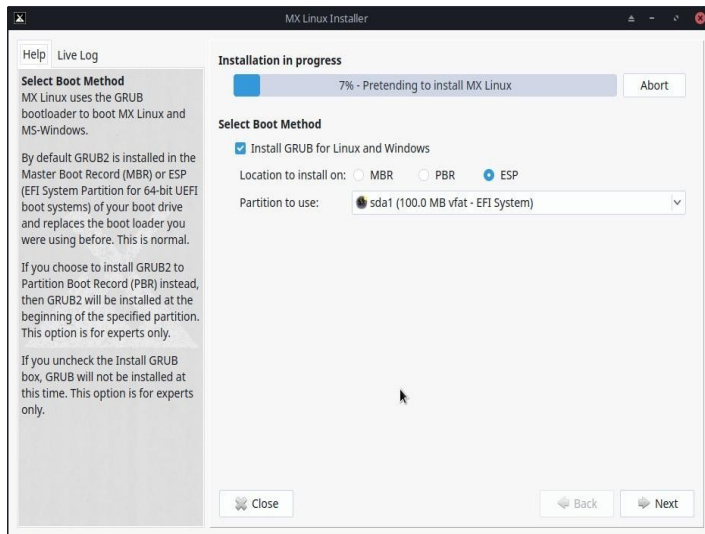 MX Linux Installer
Help
Live Log
Select Boot Method
MX Linux uses the GRUB
bootloader to boot MX Linux and
MS-Windows.
By default GRUB2 is installed in the
Master Boot Record (MBR) or ESP
(EFI System Partition for 64-bit UEFI
boot systems) of your boot drive
and replaces the boot loader you
were using before. This is normal.
If you choose to install GRUB2 to
Partition Boot Record (PBR) instead,
then GRUB2 will be installed at the
beginning of the specified partition.
This option is for experts only.
If you uncheck the Install GRUB
box, GRUB will not be installed at
this time. This option is for experts
only.
Installation in progress
7% - Pretending to install MX Linux
Abort
Select Boot Method
Install GRUB for Linux and Windows
Location to install on: MBR PBR ESP
Partition to use: sda1 (100.0 MB vfat - EFI System)
Close
Back
Next